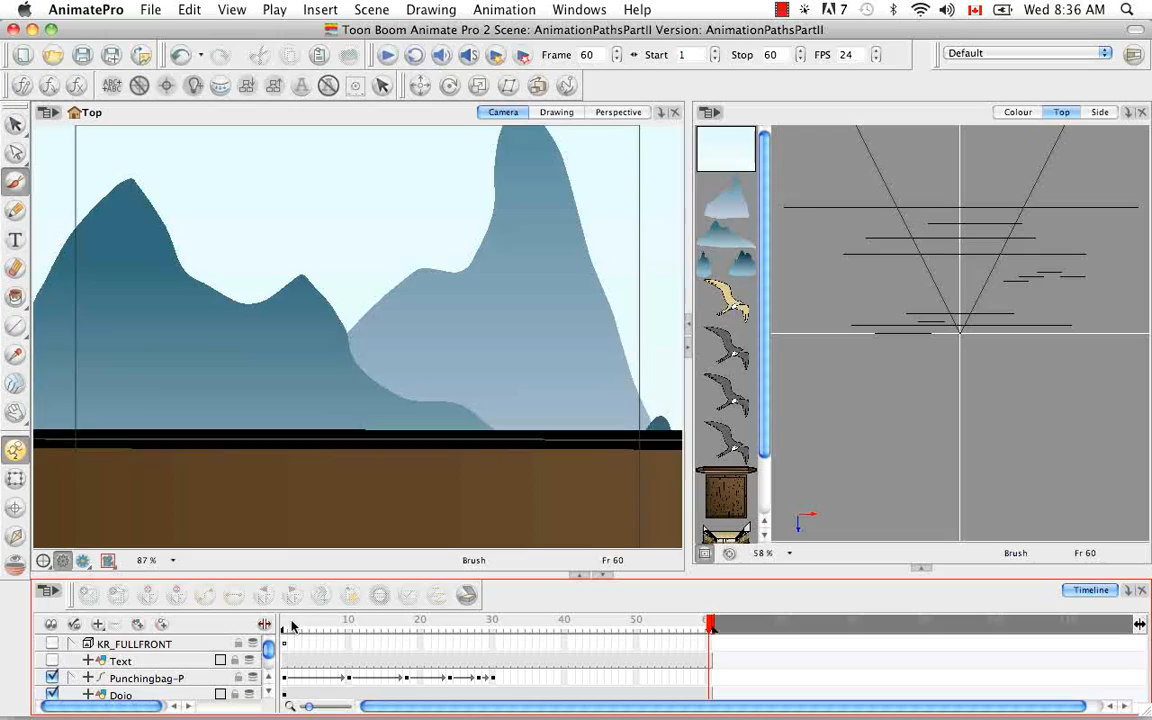 AnimatePro File Edit View Play Insert Scene Drawing Animation Windows Help 7 Wed 8:36 AM
Toon Boom Animate Pro 2 Scene: AnimationPathsPartII Version: AnimationPathsPartII
Frame 60 Start 1 Stop 60 FPS 24 Default
ABC ABC
Top Camera Drawing Perspective Colour Top Side
T
87 % Brush Fr 60 58 % Brush Fr 60
Timeline
10 20 30 40 50
KR_FULLFRONT
Text
Punchingbag-P
Dojo